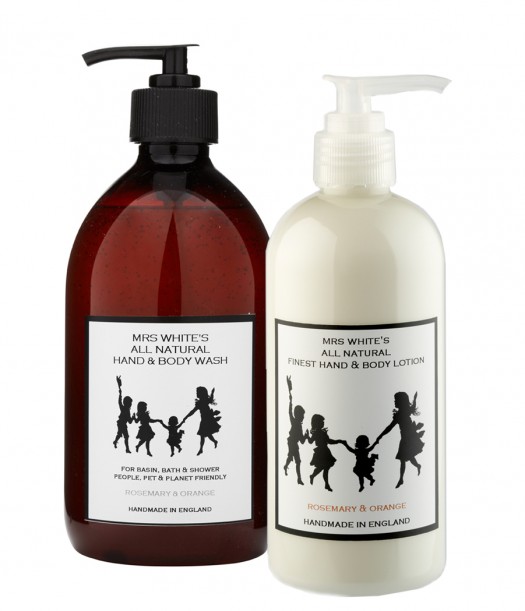 MRS WHITE'S
ALL NATURAL
HAND & BODY WASH
FOR BASIN, BATH & SHOWER
PEOPLE, PET & PLANET FRIENDLY
ROSEMARY & ORANGE
HANDMADE IN ENGLAND
MRS WHITE'S
ALL NATURAL
FINEST HAND & BODY LOTION
ROSEMARY & ORANGE
HANDMADE IN ENGLAND